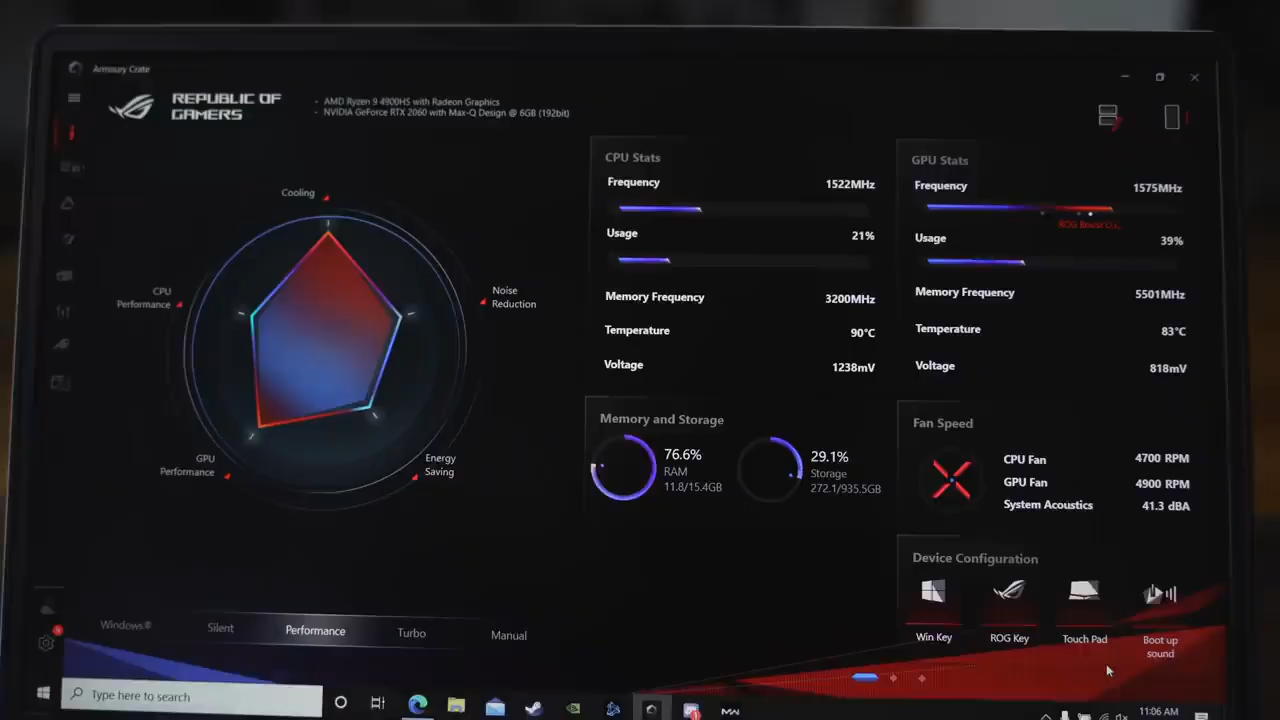 Armoury Crate
REPUBLIC OF
GAMERS
- AMD Ryzen 9 4900HS with Radeon Graphics
- NVIDIA GeForce RTX 2060 with Max-Q Design @ 6GB (192bit)
Cooling
CPU
Performance
Noise
Reduction
GPU
Performance
Energy
Saving
CPU Stats
Frequency 1522MHz
Usage 21%
Memory Frequency 3200MHz
Temperature 90°C
Voltage 1238mV
GPU Stats
Frequency 1575MHz
ROG Boost
Usage 39%
Memory Frequency 5501MHz
Temperature 83°C
Voltage 818mV
Memory and Storage
76.6%
RAM
11.8/15.4GB
29.1%
Storage
272.1/935.5GB
Fan Speed
CPU Fan 4700 RPM
GPU Fan 4900 RPM
System Acoustics 41.3 dBA
Device Configuration
Win Key
ROG Key
Touch Pad
Boot up
sound
Windows®
Silent
Performance
Turbo
Manual
Type here to search
11:06 AM